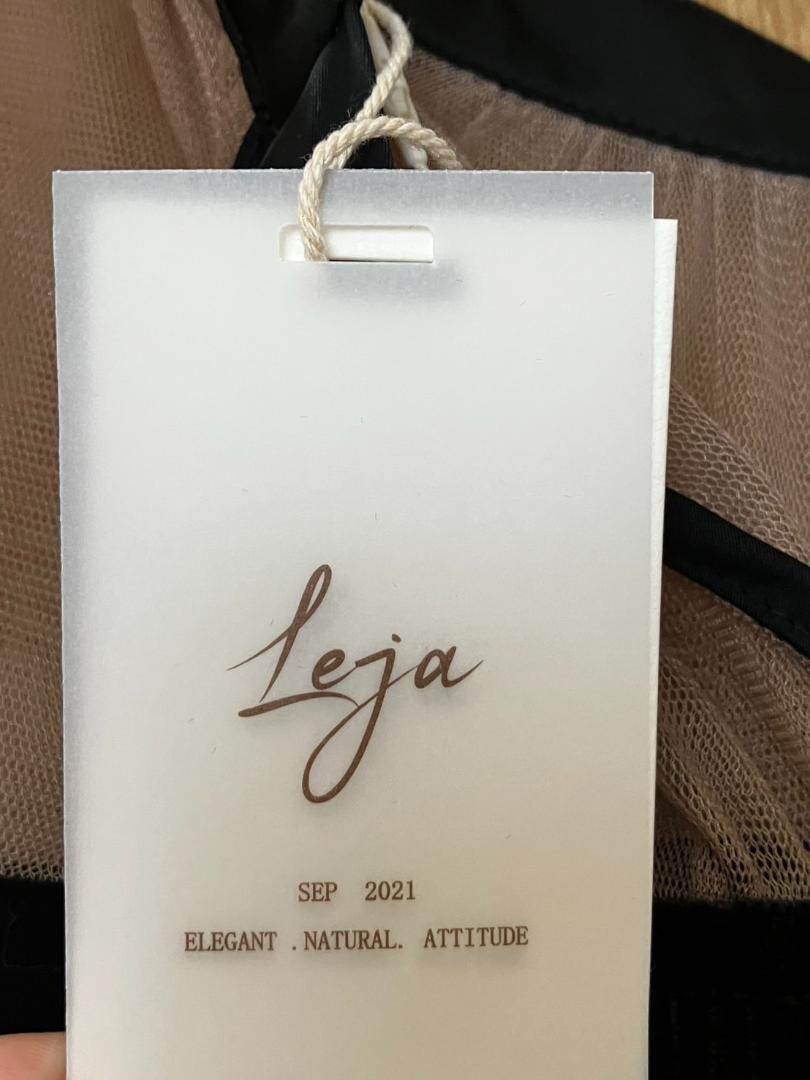 Leja
SEP 2021
ELEGANT .NATURAL. ATTITUDE